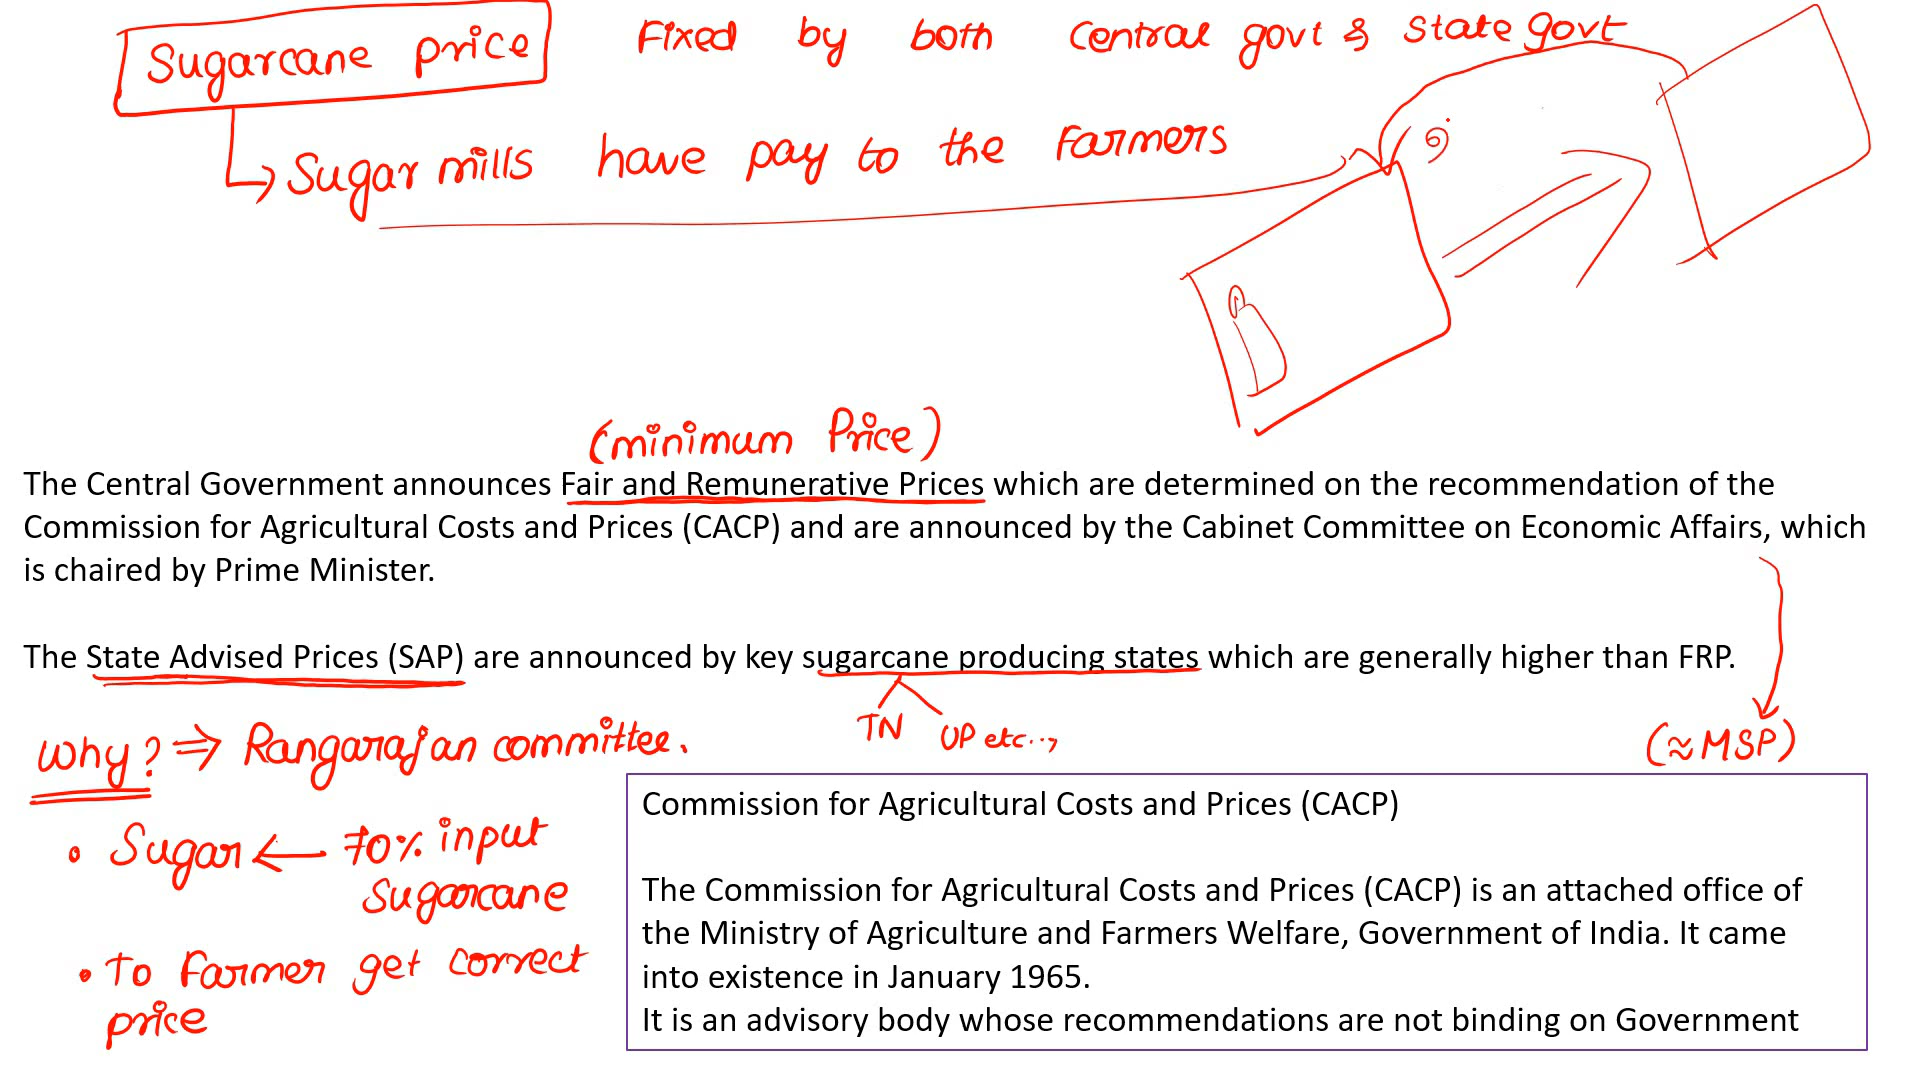 Sugarcane price Fixed by both Central govt & State Govt
Sugar mills have pay to the Farmers
(minimum Price)
The Central Government announces Fair and Remunerative Prices which are determined on the recommendation of the
Commission for Agricultural Costs and Prices (CACP) and are announced by the Cabinet Committee on Economic Affairs, which
is chaired by Prime Minister.
The State Advised Prices (SAP) are announced by key sugarcane producing states which are generally higher than FRP.
TN UP etc..,
(≈MSP)
Why? ⇒ Rangarajan committee.
• Sugar ← 70% input
Sugarcane
• To Farmer get correct
price
Commission for Agricultural Costs and Prices (CACP)
The Commission for Agricultural Costs and Prices (CACP) is an attached office of
the Ministry of Agriculture and Farmers Welfare, Government of India. It came
into existence in January 1965.
It is an advisory body whose recommendations are not binding on Government